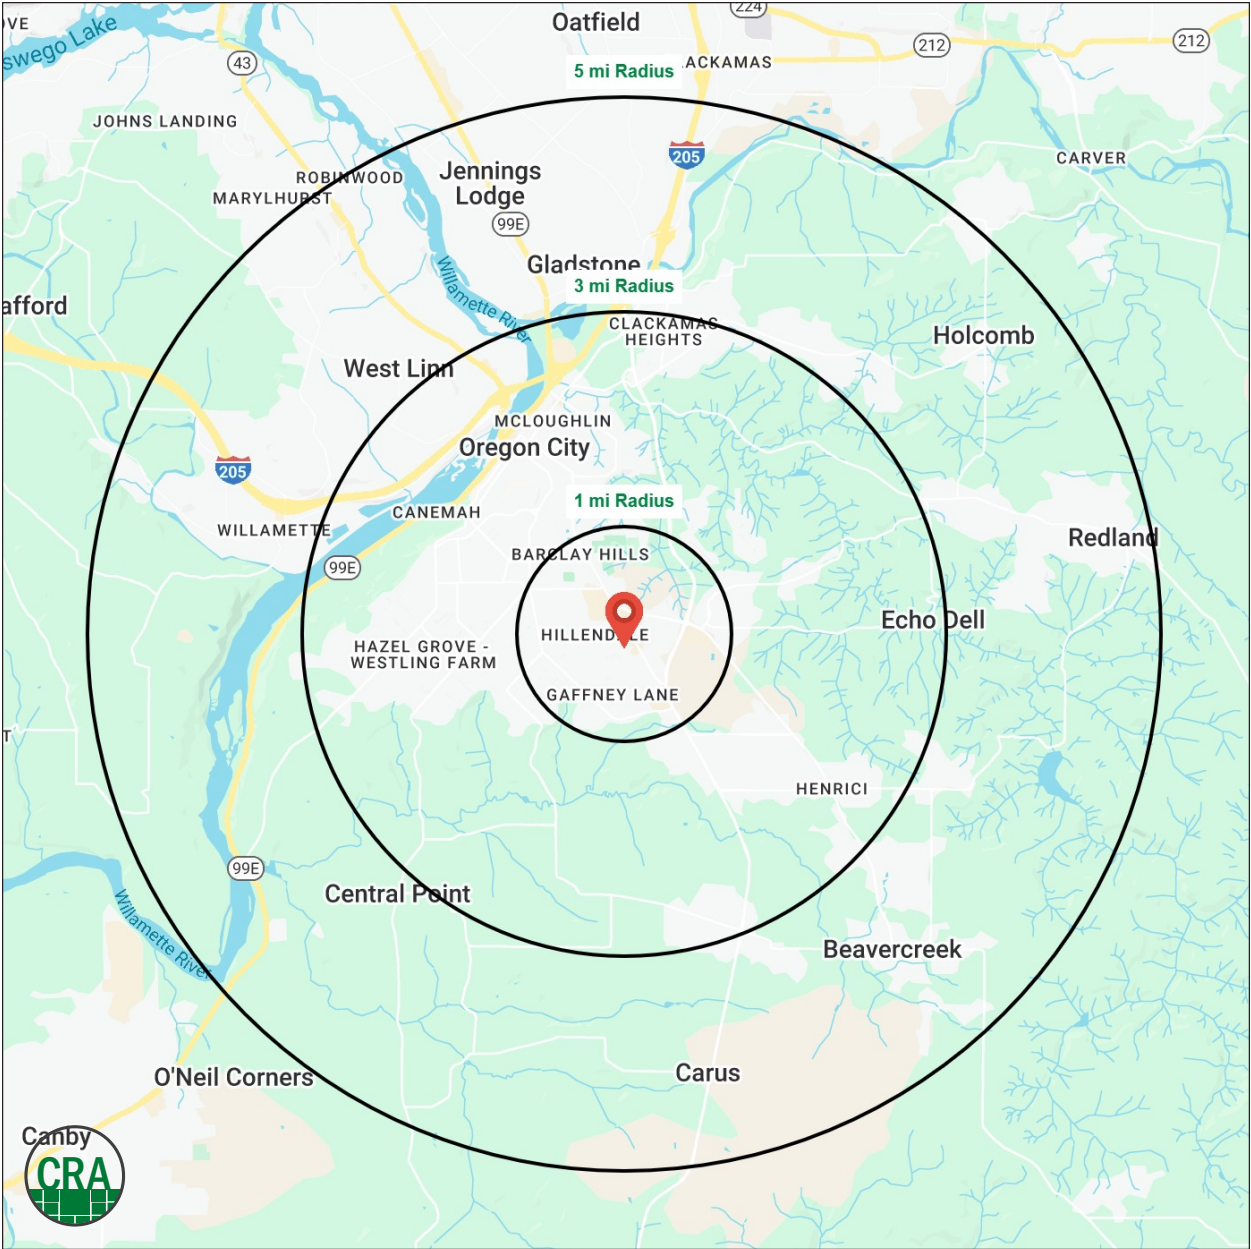 OVE
swego Lake
Oatfield
224
212
212
43
5 mi Radius
ACKAMAS
JOHNS LANDING
205
CARVER
Jennings
Lodge
ROBINWOOD
MARYLHURST
99E
Gladstone
Willamette River
3 mi Radius
afford
CLACKAMAS
HEIGHTS
Holcomb
West Linn
MCLOUGHLIN
Oregon City
205
1 mi Radius
CANEMAH
WILLAMETTE
Redland
BARCLAY HILLS
99E
Echo Dell
HILLENDALE
HAZEL GROVE -
WESTLING FARM
GAFFNEY LANE
T
HENRICI
99E
Central Point
Willamette River
Beavercreek
O'Neil Corners
Carus
Canby
CRA